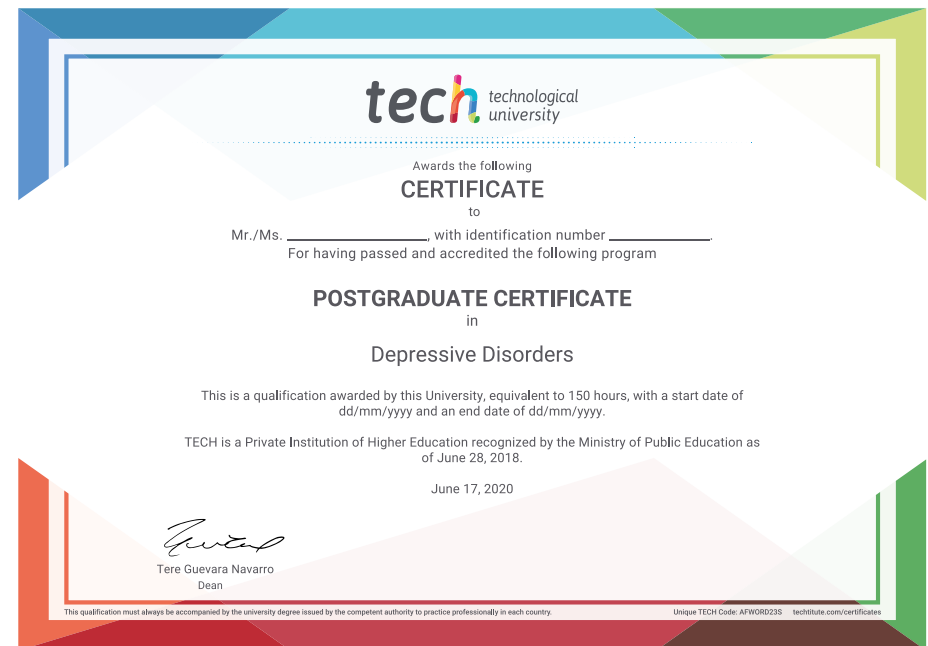 tech technological
university
Awards the following
CERTIFICATE
to
Mr./Ms. ____________________, with identification number ______________.
For having passed and accredited the following program
POSTGRADUATE CERTIFICATE
in
Depressive Disorders
This is a qualification awarded by this University, equivalent to 150 hours, with a start date of
dd/mm/yyyy and an end date of dd/mm/yyyy.
TECH is a Private Institution of Higher Education recognized by the Ministry of Public Education as
of June 28, 2018.
June 17, 2020
Tere Guevara Navarro
Dean
This qualification must always be accompanied by the university degree issued by the competent authority to practice professionally in each country. Unique TECH Code: AFWORD23S techtitute.com/certificates